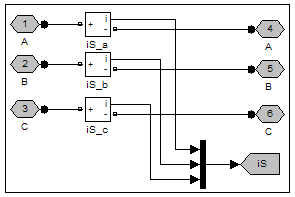 1 + i - 4
A iS_a A
2 + i - 5
B iS_b B
3 + i - 6
C iS_c C
iS